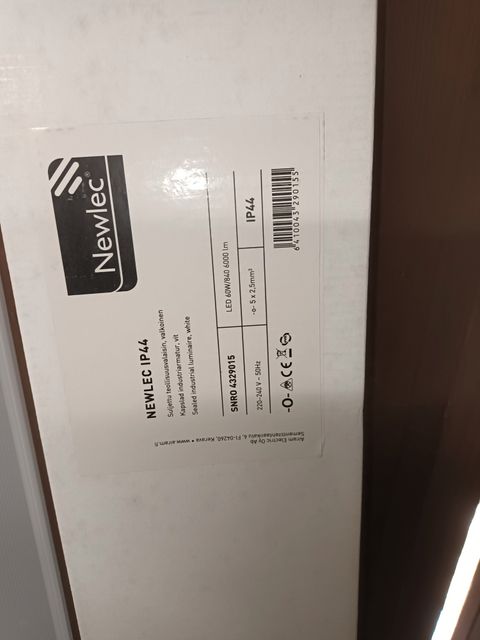 Newlec®
NEWLEC IP44
Suljettu teollisuusvalaisin, valkoinen
Kapslad industriarmatur, vit
Sealed industrial luminaire, white
SNRO 4329015
LED 60W/840 6000 lm
220-240 V ~ 50Hz
-o- 5 x 2,5mm²
IP44
-O-
CE
6 410043 290155
Airam Electric Oy Ab
Sementtitehtaankatu 6, FI-04260, Kerava • www.airam.fi